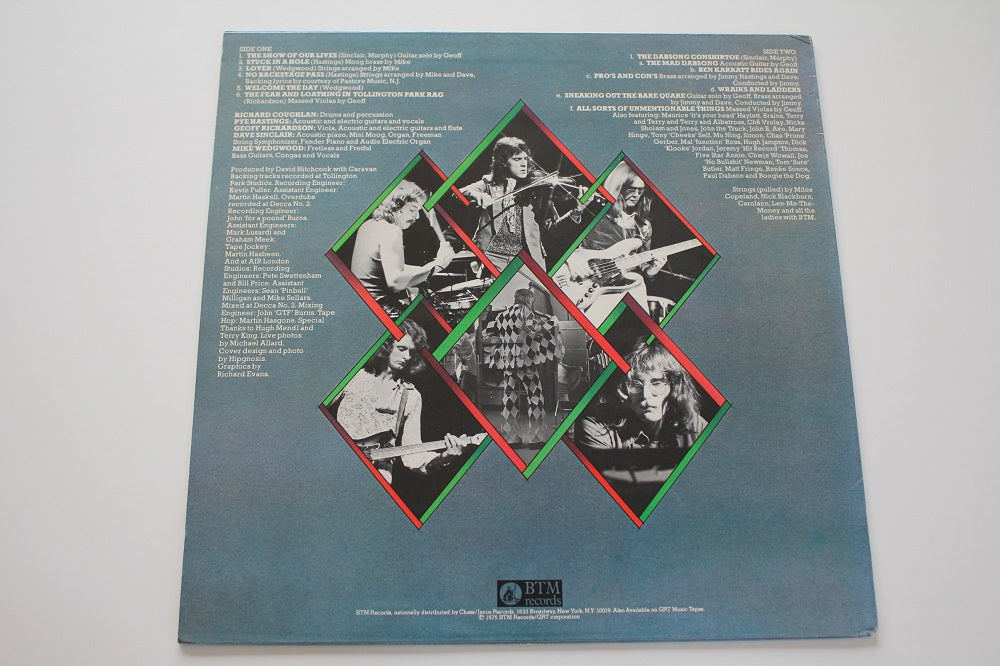 SIDE ONE
1. THE SHOW OF OUR LIVES (Sinclair, Murphy) Guitar solo by Geoff
2. STUCK IN A HOLE (Hastings) Moog brass by Mike
3. LOVER (Wedgwood) Strings arranged by Mike
4. NO BACKSTAGE PASS (Hastings) Strings arranged by Mike and Dave,
Backing lyrics by courtesy of Pastore Music, N.J.
5. WELCOME THE DAY (Wedgwood)
6. THE FEAR AND LOATHING IN TOLLINGTON PARK RAG
(Richardson) Massed Violas by Geoff
RICHARD COUGHLAN: Drums and percussion
PYE HASTINGS: Acoustic and electric guitars and vocals
GEOFF RICHARDSON: Viola, Acoustic and electric guitars and flute
DAVE SINCLAIR: Acoustic piano, Mini Moog, Organ, Freeman
String Symphonizer, Fender Piano and Audio Electric Organ
MIKE WEDGWOOD: Fretless and Fretful
Bass Guitars, Congas and Vocals
Produced by David Hitchcock with Caravan
Backing tracks recorded at Tollington
Park Studios. Recording Engineer:
Kevin Fuller. Assistant Engineer:
Martin Haskell. Overdubs
recorded at Decca No. 2.
Recording Engineer:
John 'for a pound' Burns.
Assistant Engineers:
Mark Lusardi and
Graham Meek.
Tape Jockey:
Martin Hasbeen.
And at AIR London
Studios: Recording
Engineers: Pete Swettenham
and Bill Price. Assistant
Engineers: Sean 'Pinball'
Milligan and Mike Sellars.
Mixed at Decca No. 2. Mixing
Engineer: John 'GTF' Burns. Tape
Hop: Martin Hasgone. Special
Thanks to Hugh Mendl and
Terry King. Live photos
by Michael Allard.
Cover design and photo
by Hipgnosis.
Graphics by
Richard Evans.
SIDE TWO
1. THE DABSONG CONSHIRTOE (Sinclair, Murphy)
a. THE MAD DABSONG Acoustic Guitar by Geoff
b. BEN KARRATT RIDES AGAIN
c. PRO'S AND CON'S Brass arranged by Jimmy Hastings and Dave.
Conducted by Jimmy.
d. WRAIKS AND LADDERS
e. SNEAKING OUT THE BARE QUARE Guitar solo by Geoff. Brass arranged
by Jimmy and Dave. Conducted by Jimmy.
f. ALL SORTS OF UNMENTIONABLE THINGS Massed Violas by Geoff.
Also featuring: Maurice 'it's your head' Haylett, Brains, Terry
and Terry and Terry and Albatross, Chê Vrolay, Nicks
Sholem and Jones, John the Truck, John B, Avo, Mary
Hinge, Tony 'Cheeks' Self, Mu Ning, Simon, Chas 'Prune'
Gerber, Mal 'function' Ross, Hugh Jampton, Dick
'Klooks' Jordan, Jeremy 'Hit Record' Thomas,
Five Star Annie, Chwis Wowall, Joe
'No Bullshit' Newman, Tom 'Sore'
Butler, Matt Fringe, Renée Sonce,
Paul Dabsoe and Boogie the Dog.
Strings (pulled) by Miles
Copeland, Nick Blackburn,
Carolann, Len-Me-The-
Money and all the
ladies with BTM.
BTM
records
BTM Records, nationally distributed by Chess/Janus Records, 1633 Broadway, New York, N.Y. 10019. Also Available on GRT Music Tapes.
© 1975 BTM Records/GRT corporation